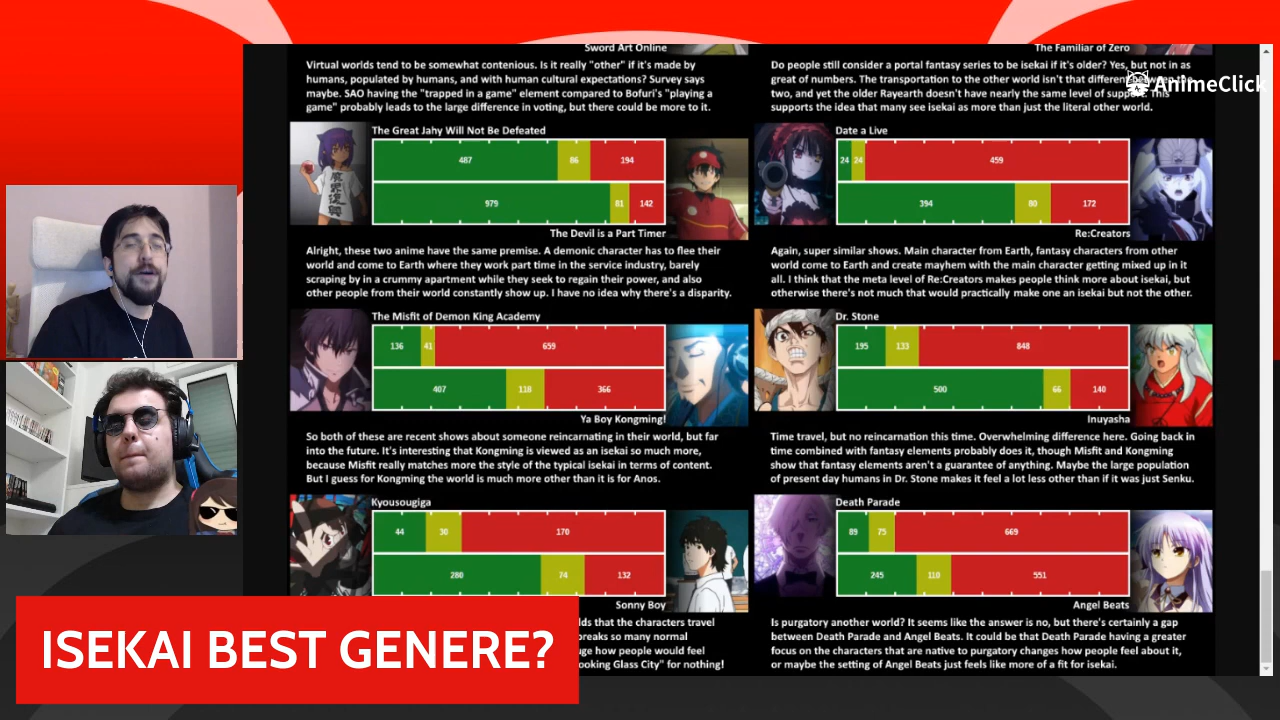 Sword Art Online
Virtual worlds tend to be somewhat contenious. Is it really "other" if it's made by
humans, populated by humans, and with human cultural expectations? Survey says
maybe. SAO having the "trapped in a game" element compared to Bofuri's "playing a
game" probably leads to the large difference in voting, but there could be more to it.
The Familiar of Zero
Do people still consider a portal fantasy series to be isekai if it's older? Yes, but not in as
great of numbers. The transportation to the other world isn't that different between the
two, and yet the older Rayearth doesn't have nearly the same level of support. This
supports the idea that many see isekai as more than just the literal other world.
AnimeClick
The Great Jahy Will Not Be Defeated
487 86 194
979 81 142
The Devil is a Part Timer
Alright, these two anime have the same premise. A demonic character has to flee their
world and come to Earth where they work part time in the service industry, barely
scraping by in a crummy apartment while they seek to regain their power, and also
other people from their world constantly show up. I have no idea why there's a disparity.
Date a Live
24 24 459
394 80 172
Re:Creators
Again, super similar shows. Main character from Earth, fantasy characters from other
world come to Earth and create mayhem with the main character getting mixed up in it
all. I think that the meta level of Re:Creators makes people think more about isekai, but
otherwise there's not much that would practically make one an isekai but not the other.
The Misfit of Demon King Academy
136 41 659
407 118 366
Ya Boy Kongming!
So both of these are recent shows about someone reincarnating in their world, but far
into the future. It's interesting that Kongming is viewed as an isekai so much more,
because Misfit really matches more the style of the typical isekai in terms of content.
But I guess for Kongming the world is much more other than it is for Anos.
Dr. Stone
195 133 848
500 66 140
Inuyasha
Time travel, but no reincarnation this time. Overwhelming difference here. Going back in
time combined with fantasy elements probably does it, though Misfit and Kongming
show that fantasy elements aren't a guarantee of anything. Maybe the large population
of present day humans in Dr. Stone makes it feel a lot less other than if it was just Senku.
Kyousougiga
44 30 170
280 74 132
Sonny Boy
lds that the characters travel
reaks so many normal
uge how people would feel
ooking Glass City" for nothing!
Death Parade
89 75 669
245 110 551
Angel Beats
Is purgatory another world? It seems like the answer is no, but there's certainly a gap
between Death Parade and Angel Beats. It could be that Death Parade having a greater
focus on the characters that are native to purgatory changes how people feel about it,
or maybe the setting of Angel Beats just feels like more of a fit for isekai.
ISEKAI BEST GENERE?